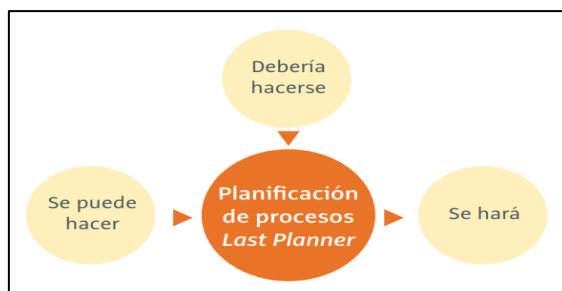 Debería
hacerse
Se puede
hacer
Planificación
de procesos
Last Planner
Se hará